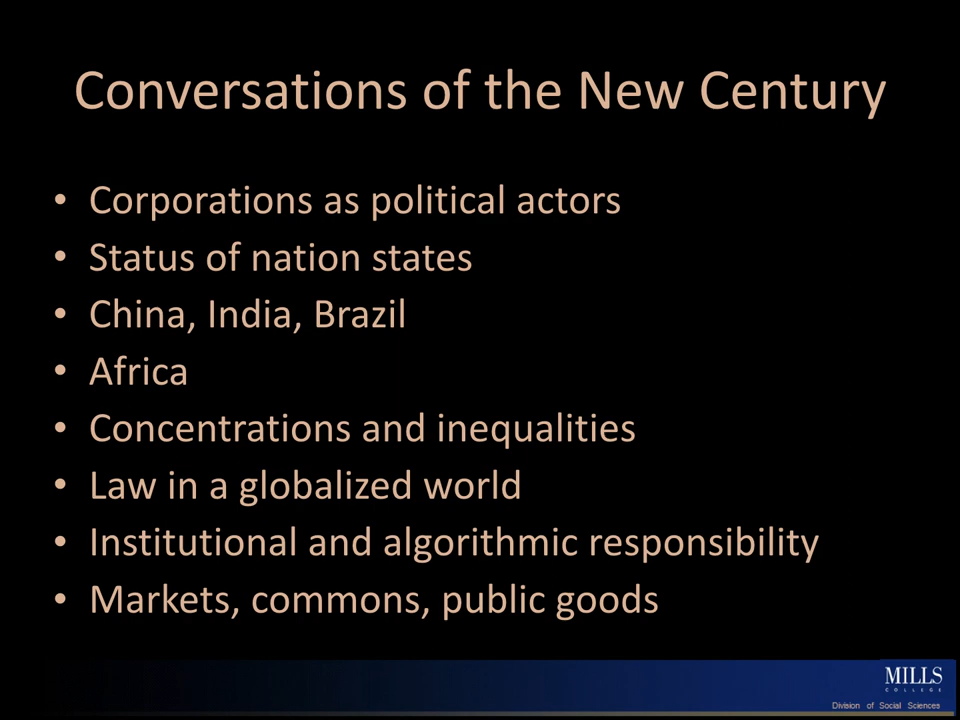 Conversations of the New Century
• Corporations as political actors
• Status of nation states
• China, India, Brazil
• Africa
• Concentrations and inequalities
• Law in a globalized world
• Institutional and algorithmic responsibility
• Markets, commons, public goods
MILLS
COLLEGE
Division of Social Sciences